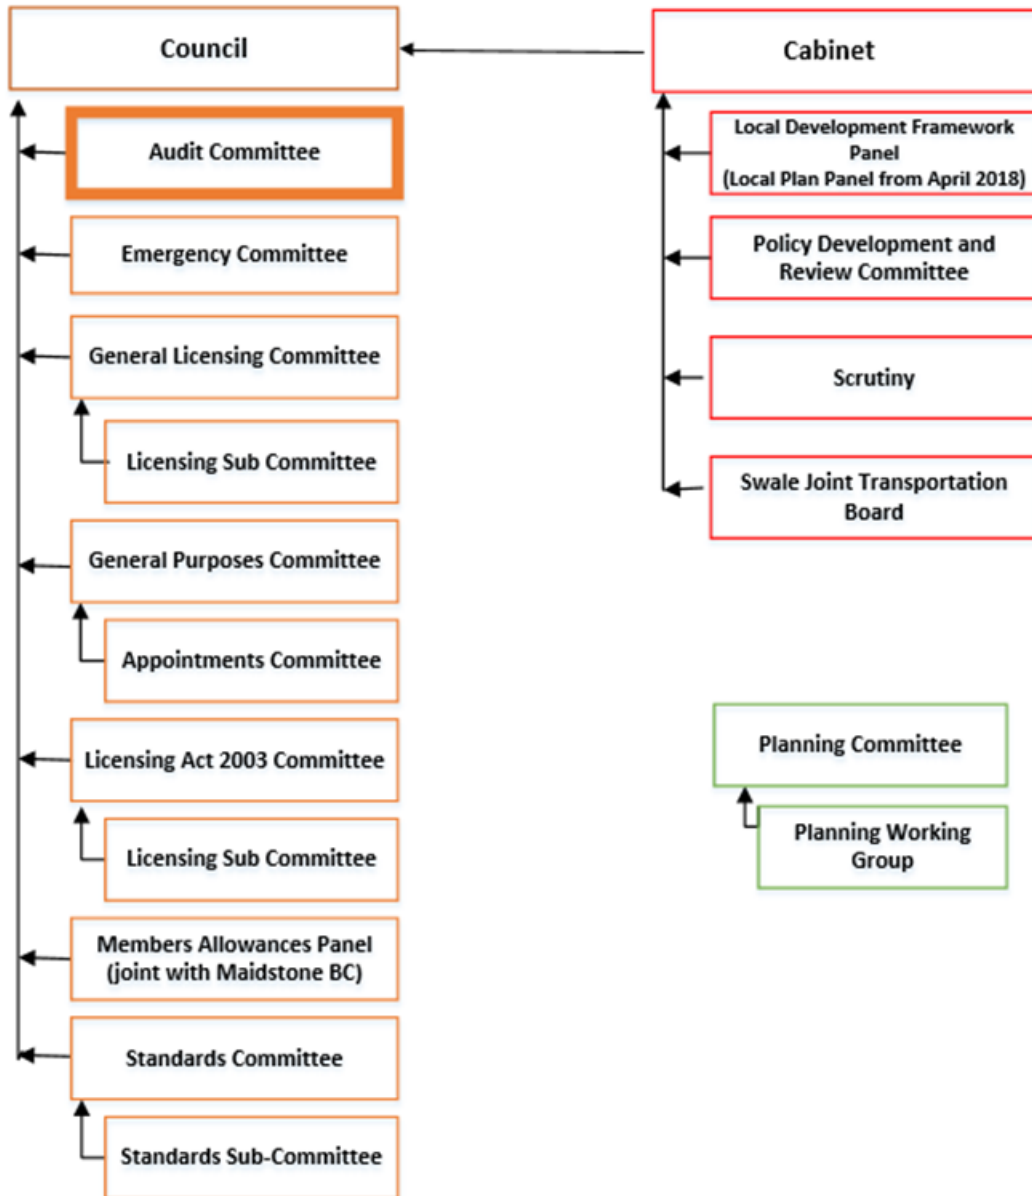 Council
Audit Committee
Emergency Committee
General Licensing Committee
Licensing Sub Committee
General Purposes Committee
Appointments Committee
Licensing Act 2003 Committee
Licensing Sub Committee
Members Allowances Panel
(joint with Maidstone BC)
Standards Committee
Standards Sub-Committee
Cabinet
Local Development Framework
Panel
(Local Plan Panel from April 2018)
Policy Development and
Review Committee
Scrutiny
Swale Joint Transportation
Board
Planning Committee
Planning Working
Group